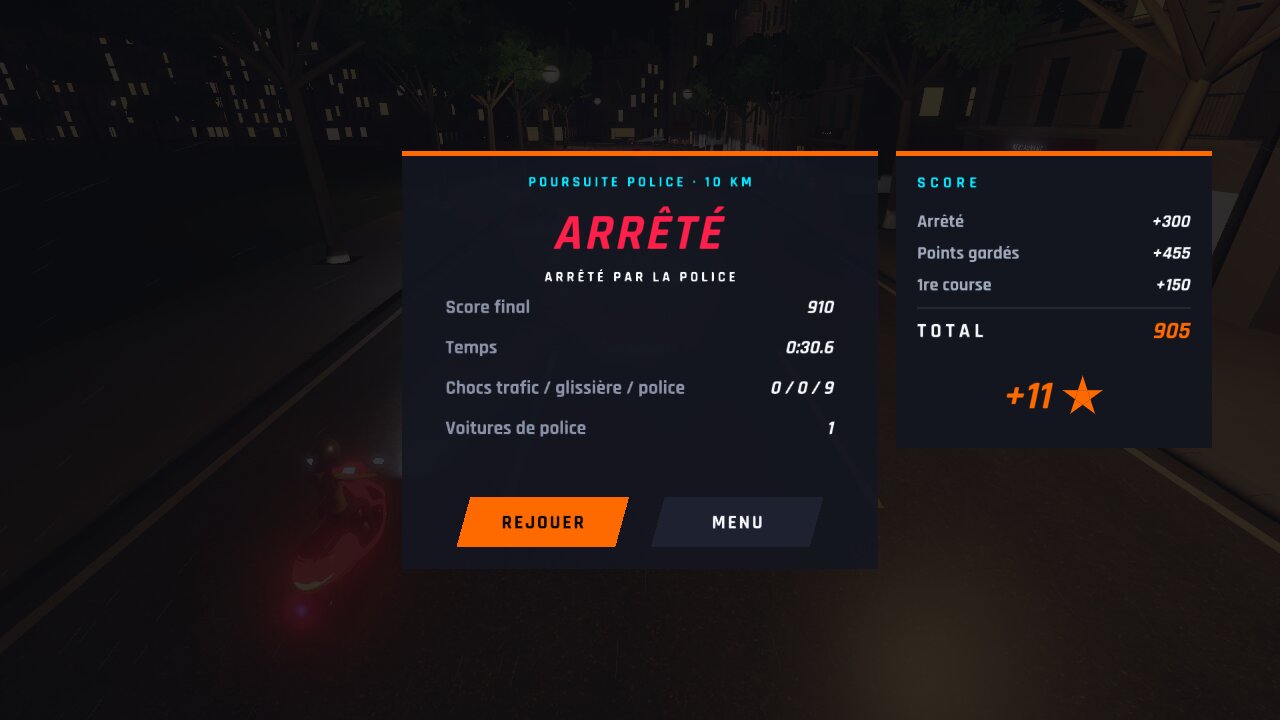 POURSUITE POLICE · 10 KM
ARRÊTÉ
ARRÊTÉ PAR LA POLICE
Score final 910
Temps 0:30.6
Chocs trafic / glissière / police 0 / 0 / 9
Voitures de police 1
REJOUER MENU
SCORE
Arrêté +300
Points gardés +455
1re course +150
TOTAL 905
+11